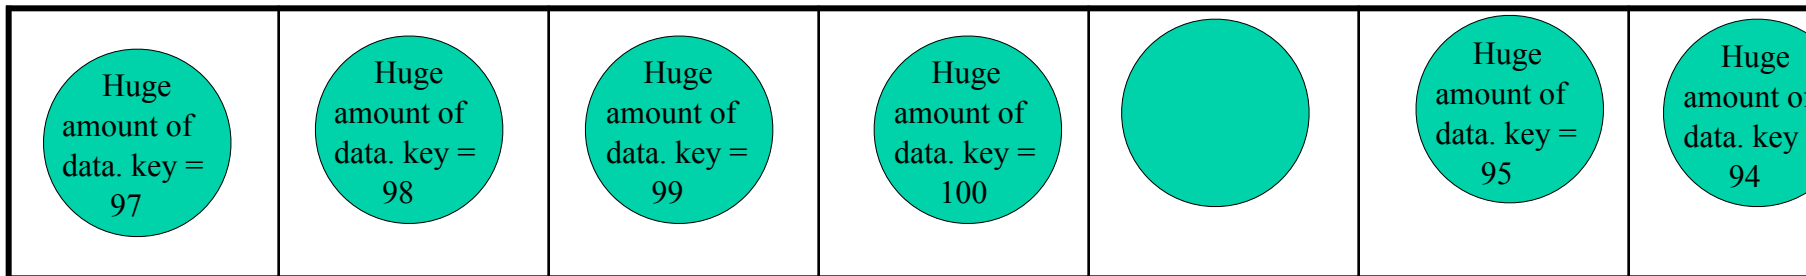 Huge
amount of
data. key =
97
Huge
amount of
data. key =
98
Huge
amount of
data. key =
99
Huge
amount of
data. key =
100
Huge
amount of
data. key =
95
Huge
amount of
data. key
94